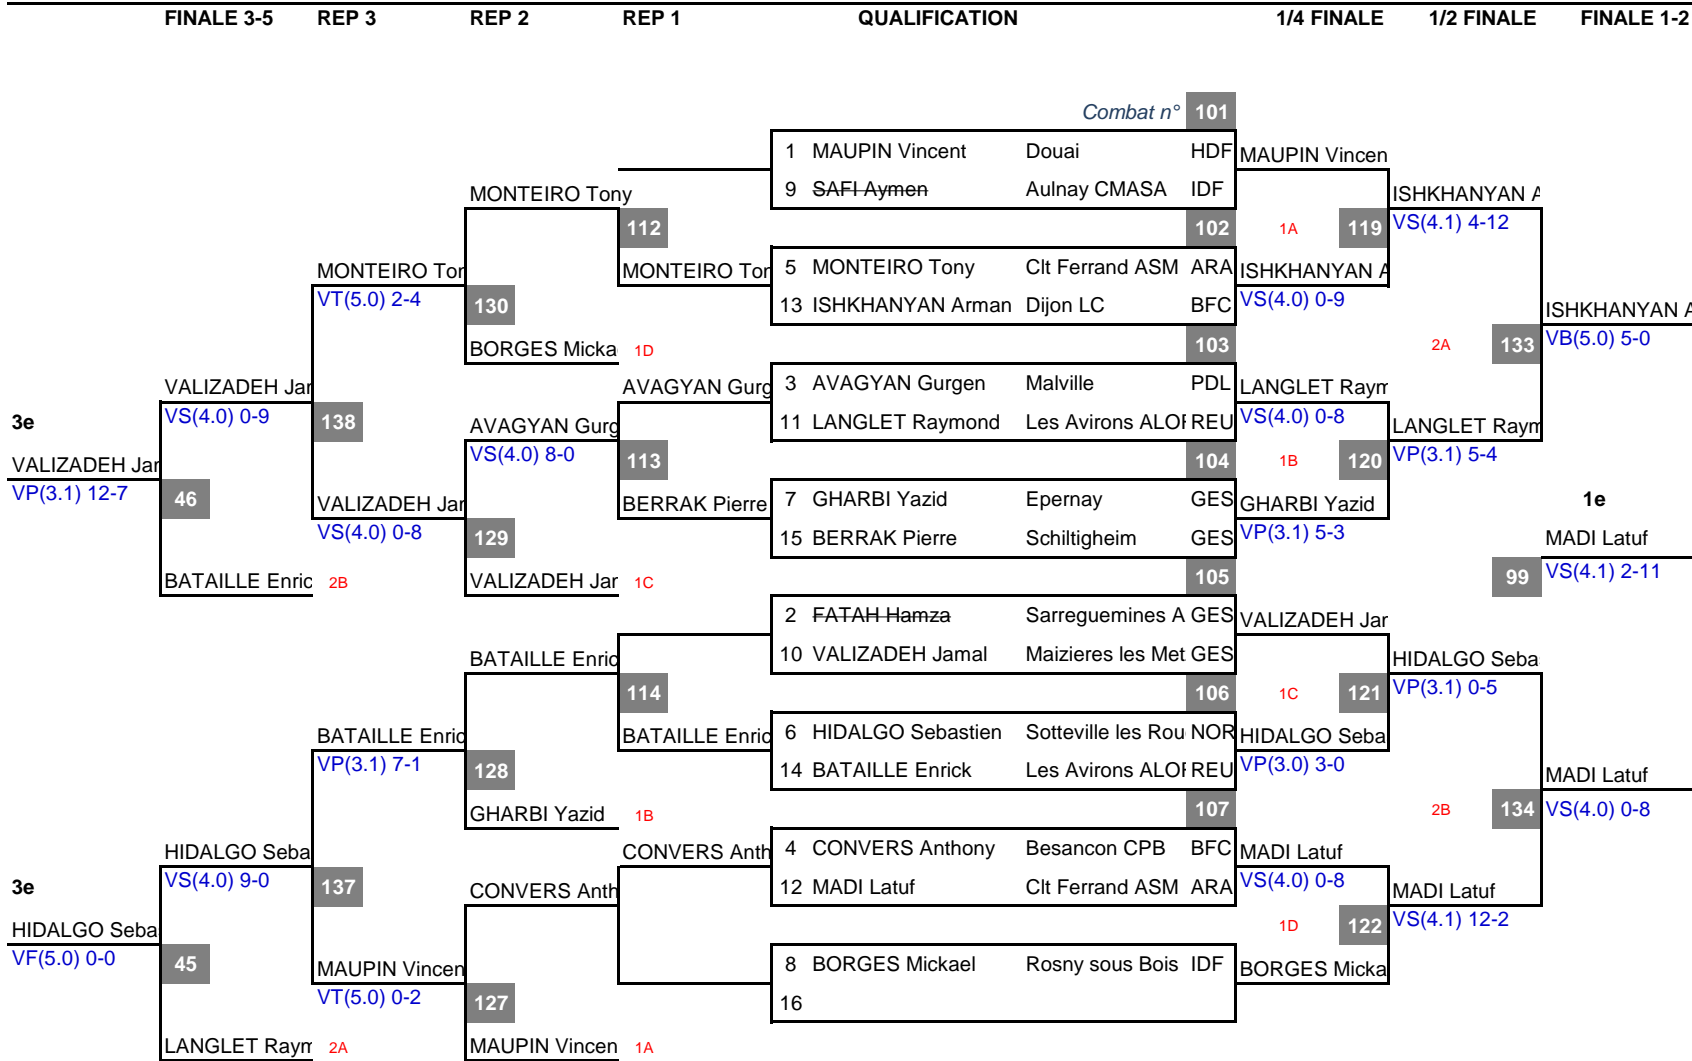 FINALE 3-5 REP 3 REP 2 REP 1 QUALIFICATION 1/4 FINALE 1/2 FINALE FINALE 1-2
Combat n° 101
1 MAUPIN Vincent Douai HDF MAUPIN Vincen
MONTEIRO Tony 9 SAFI Aymen Aulnay CMASA IDF ISHKHANYAN A
112 102 1A 119 VS(4.1) 4-12
MONTEIRO Tor MONTEIRO Tor 5 MONTEIRO Tony Clt Ferrand ASM ARA ISHKHANYAN A
VT(5.0) 2-4 130 13 ISHKHANYAN Arman Dijon LC BFC VS(4.0) 0-9 ISHKHANYAN A
BORGES Micka 1D 103 2A 133 VB(5.0) 5-0
VALIZADEH Jar AVAGYAN Gurg 3 AVAGYAN Gurgen Malville PDL LANGLET Raym
3e VS(4.0) 0-9 138 AVAGYAN Gurg 11 LANGLET Raymond Les Avirons ALOF REU VS(4.0) 0-8 LANGLET Raym
VALIZADEH Jar VS(4.0) 8-0 113 104 1B 120 VP(3.1) 5-4
VP(3.1) 12-7 46 VALIZADEH Jar BERRAK Pierre 7 GHARBI Yazid Epernay GES GHARBI Yazid 1e
VS(4.0) 0-8 129 15 BERRAK Pierre Schiltigheim GES VP(3.1) 5-3 MADI Latuf
BATAILLE Enric 2B VALIZADEH Jar 1C 105 99 VS(4.1) 2-11
2 FATAH Hamza Sarreguemines A GES VALIZADEH Jar
BATAILLE Enric 10 VALIZADEH Jamal Maizieres les Met GES HIDALGO Seba
114 106 1C 121 VP(3.1) 0-5
BATAILLE Enric BATAILLE Enric 6 HIDALGO Sebastien Sotteville les Rou NOR HIDALGO Seba
VP(3.1) 7-1 128 14 BATAILLE Enrick Les Avirons ALOF REU VP(3.0) 3-0 MADI Latuf
GHARBI Yazid 1B 107 2B 134 VS(4.0) 0-8
HIDALGO Seba CONVERS Anth 4 CONVERS Anthony Besancon CPB BFC MADI Latuf
3e VS(4.0) 9-0 137 CONVERS Anth 12 MADI Latuf Clt Ferrand ASM ARA VS(4.0) 0-8 MADI Latuf
HIDALGO Seba 1D 122 VS(4.1) 12-2
VF(5.0) 0-0 45 MAUPIN Vincen 8 BORGES Mickael Rosny sous Bois IDF BORGES Micka
VT(5.0) 0-2 127 16
LANGLET Raym 2A MAUPIN Vincen 1A